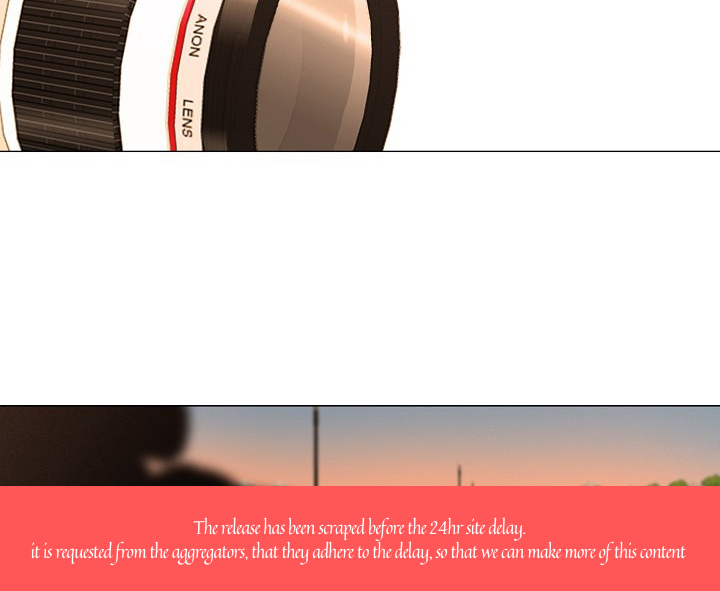 ANON
LENS
The release has been scraped before the 24hr site delay.
it is requested from the aggregators, that they adhere to the delay, so that we can make more of this content